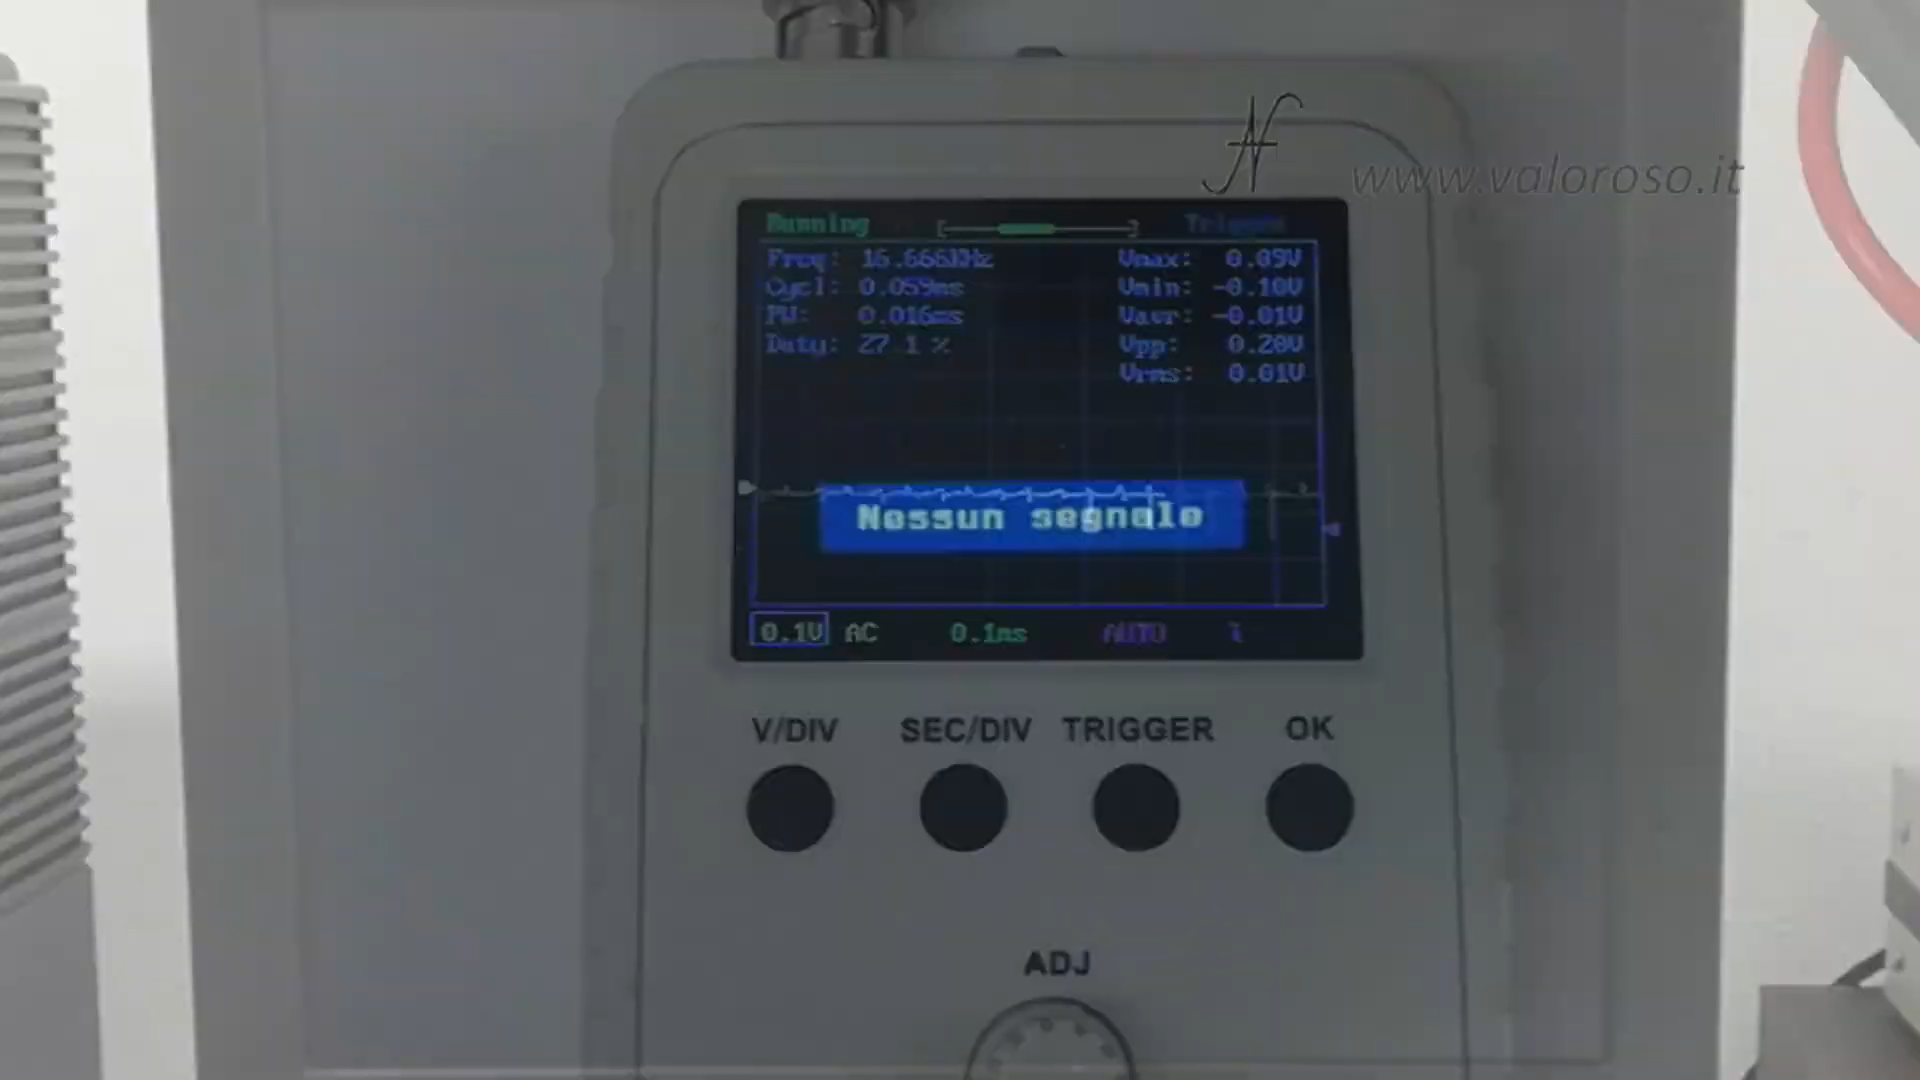 www.valoroso.it
Running Trigger
Freq: 16.666KHz Vmax: 0.09V
Cycl: 0.059ms Vmin: -0.10V
PW: 0.016ms Vavr: -0.01V
Duty: 27.1 % Vpp: 0.20V
Vrms: 0.01V
Nessun segnale
0.1V AC 0.1ms AUTO
V/DIV SEC/DIV TRIGGER OK
ADJ